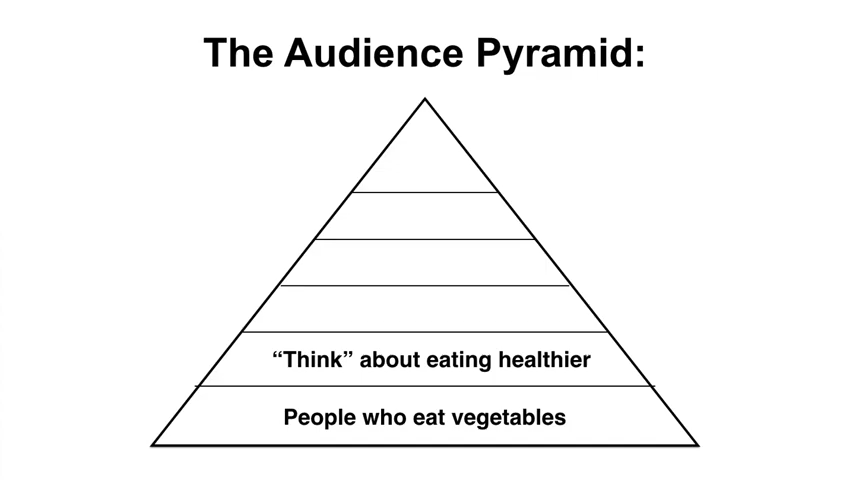 The Audience Pyramid:
“Think” about eating healthier
People who eat vegetables